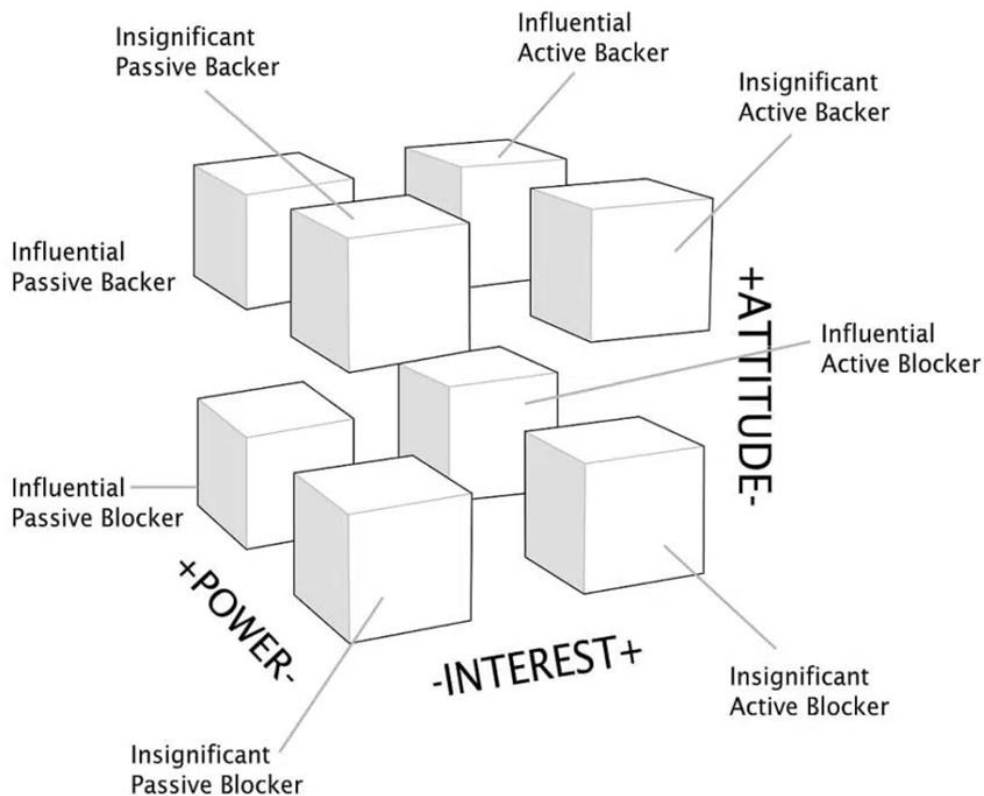 Influential
Active Backer
Insignificant
Passive Backer
Insignificant
Active Backer
Influential
Passive Backer
+ATTITUDE-
Influential
Active Blocker
Influential
Passive Blocker
+POWER-
-INTEREST+
Insignificant
Active Blocker
Insignificant
Passive Blocker